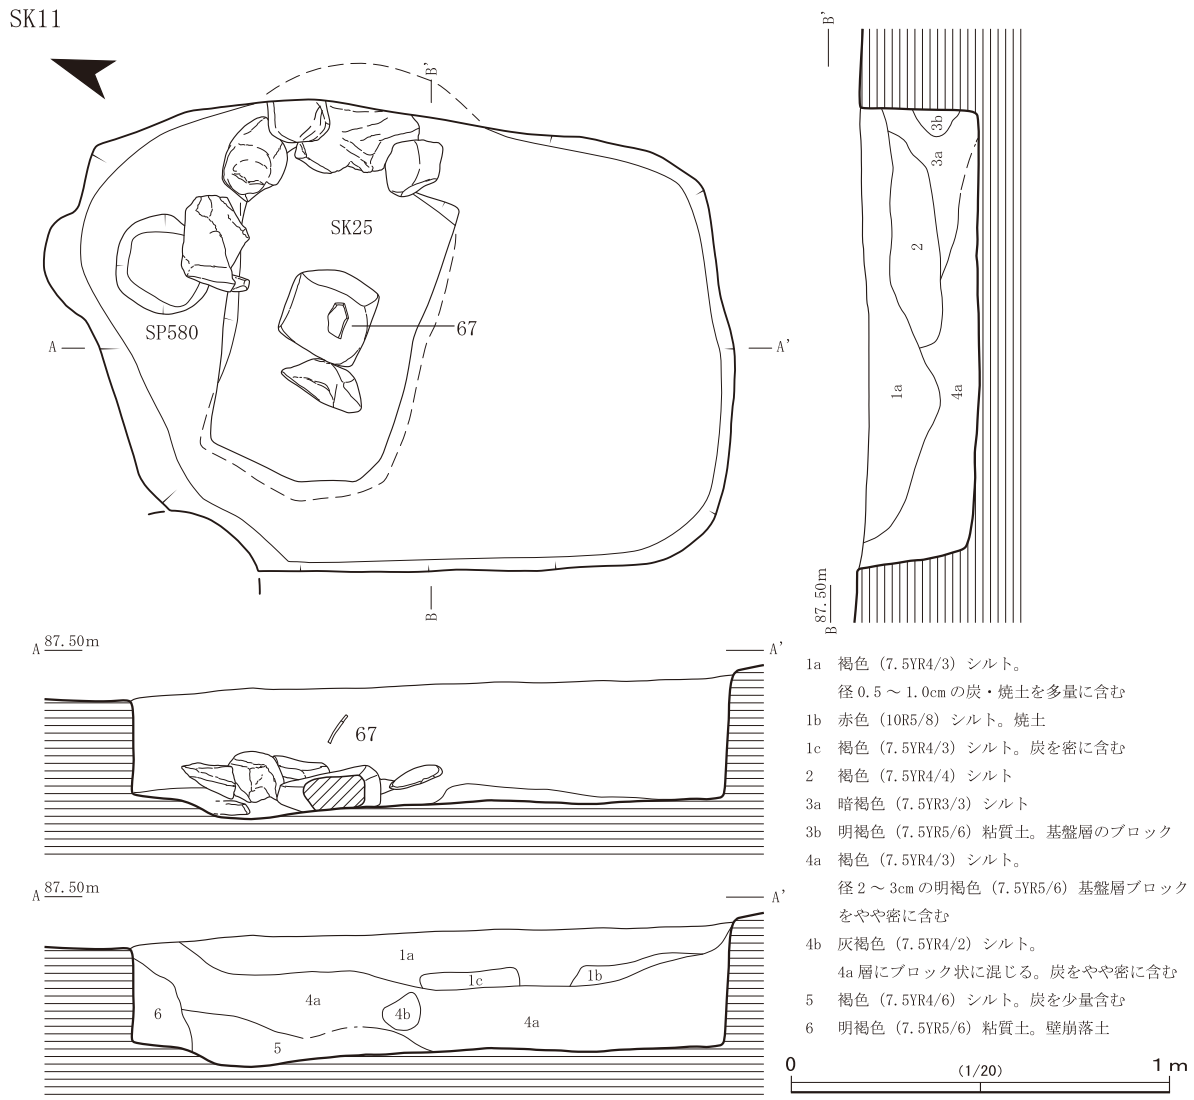 SK11
B'
SK25
67
SP580
A
A'
B
B'
3b
3a
2
1a
4a
87.50m
B
A 87.50m
A'
67
A 87.50m
A'
1a
1c
1b
4a
4b
4a
6
5
1a 褐色（7.5YR4/3）シルト。
径 0.5 ～ 1.0cm の炭・焼土を多量に含む
1b 赤色（10R5/8）シルト。焼土
1c 褐色（7.5YR4/3）シルト。炭を密に含む
2 褐色（7.5YR4/4）シルト
3a 暗褐色（7.5YR3/3）シルト
3b 明褐色（7.5YR5/6）粘質土。基盤層のブロック
4a 褐色（7.5YR4/3）シルト。
径 2 ～ 3cm の明褐色（7.5YR5/6）基盤層ブロック
をやや密に含む
4b 灰褐色（7.5YR4/2）シルト。
4a 層にブロック状に混じる。炭をやや密に含む
5 褐色（7.5YR4/6）シルト。炭を少量含む
6 明褐色（7.5YR5/6）粘質土。壁崩落土
0 (1/20) 1 m